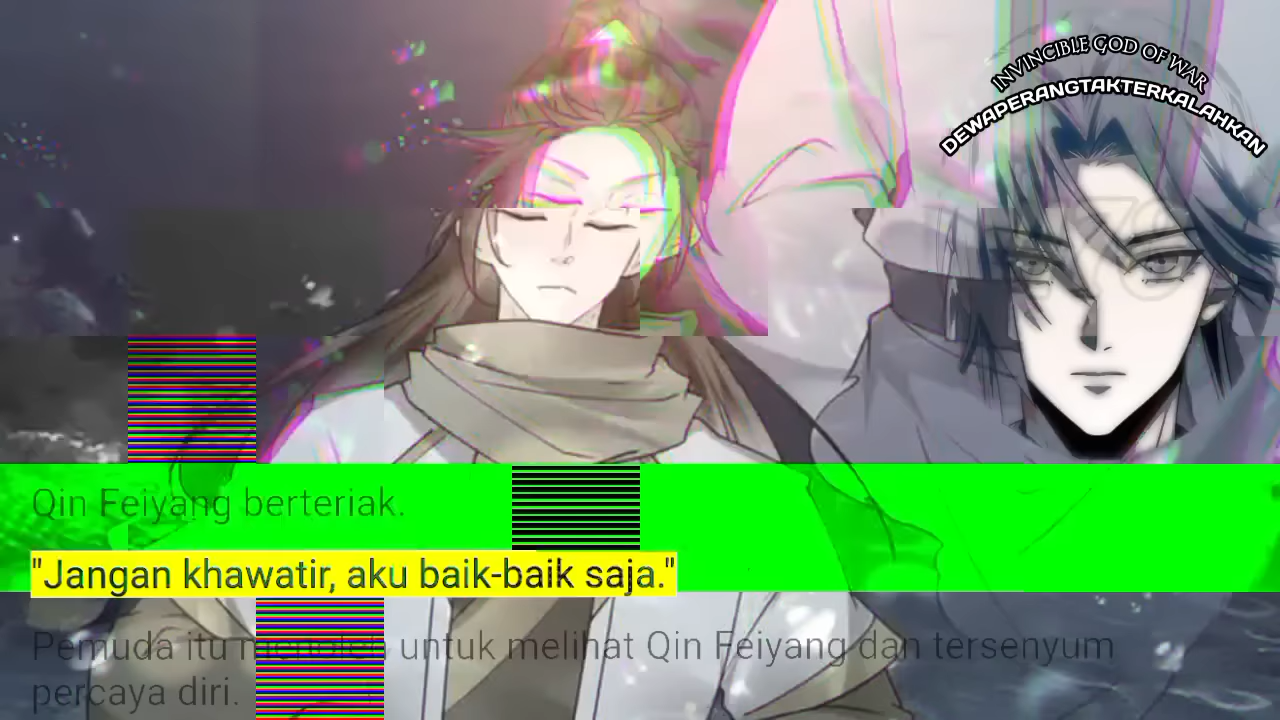 INVINCIBLE GOD OF WAR
DEWAPERANGTAKTERKALAHKAN
Qin Feiyang berteriak.
"Jangan khawatir, aku baik-baik saja."
Pemuda itu menoleh untuk melihat Qin Feiyang dan tersenyum
percaya diri.